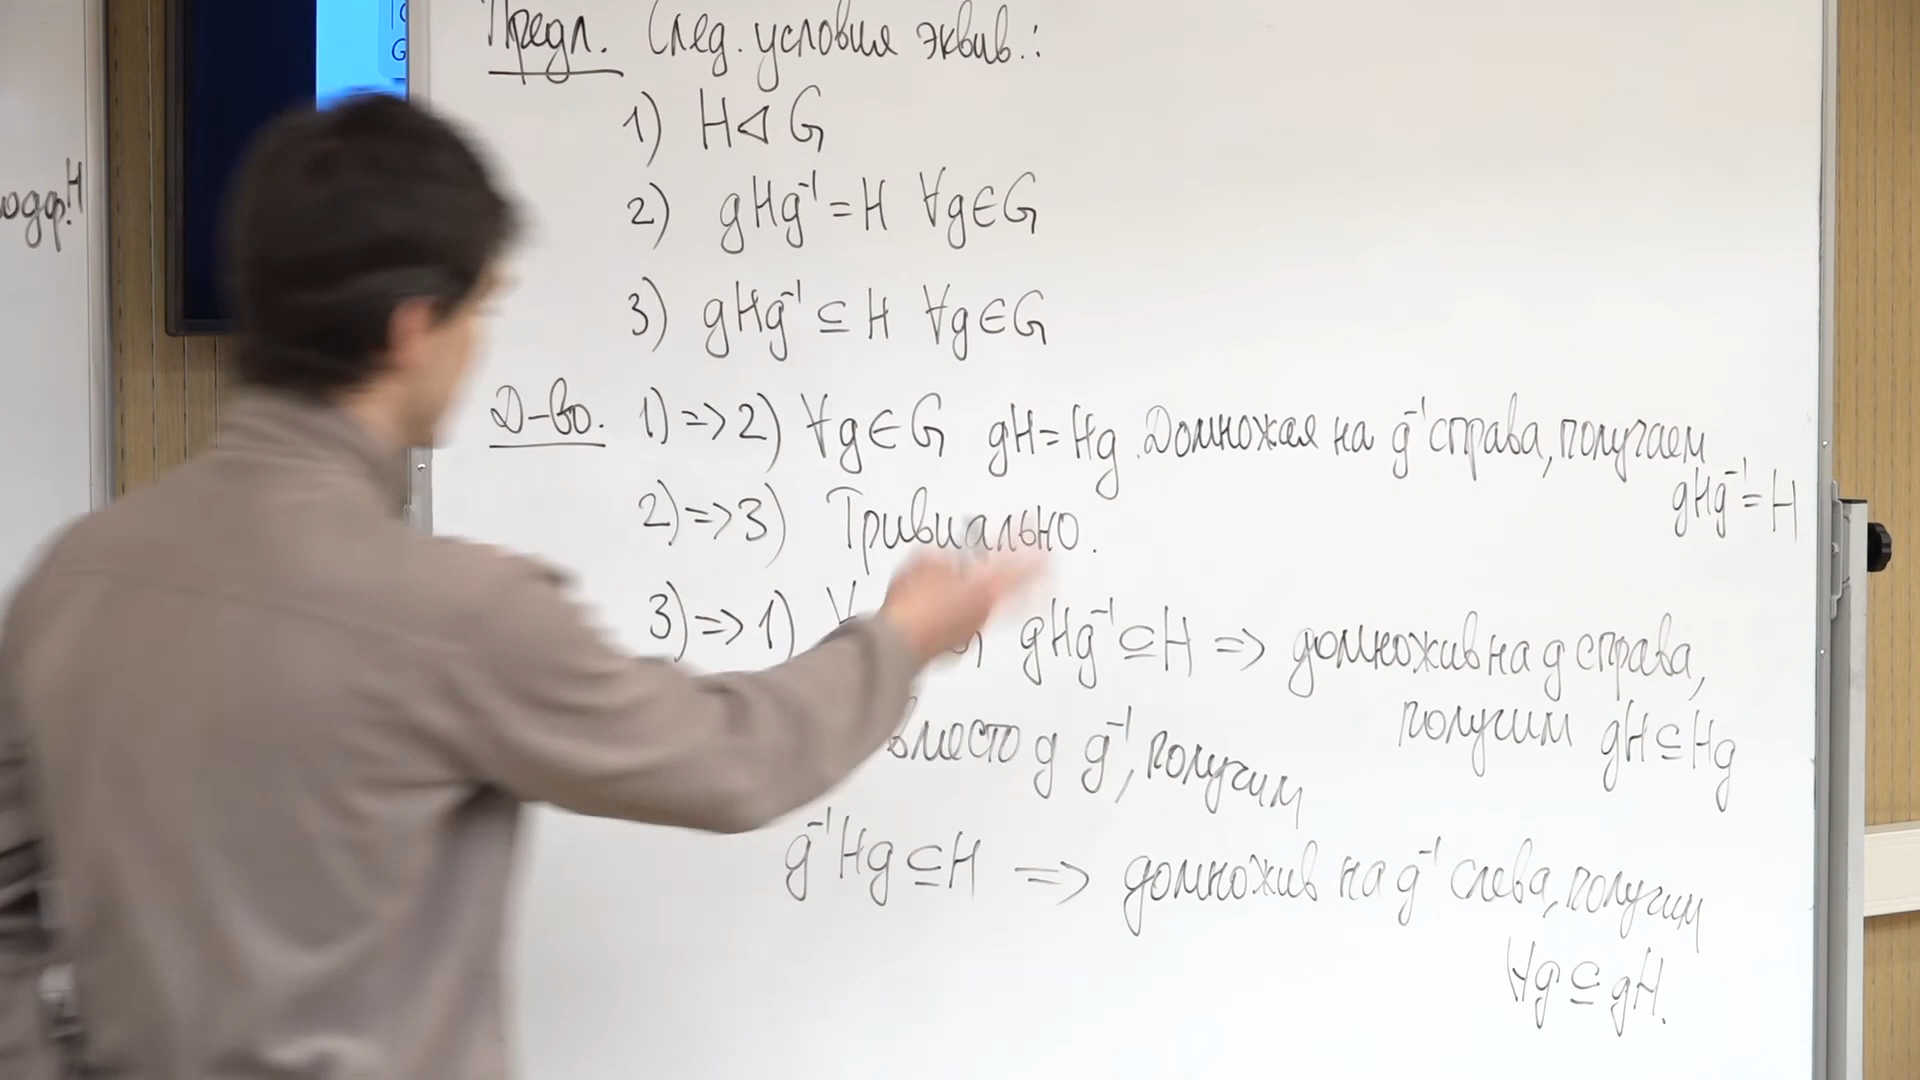 Предл. След. условия эквив.:
1) H ⊲ G
2) gHg⁻¹ = H ∀g∈G
3) gHg⁻¹ ⊆ H ∀g∈G
Д-во. 1) => 2) ∀g∈G gH = Hg. Домножая на g⁻¹ справа, получаем
gHg⁻¹ = H
2) => 3) Тривиально.
3) => 1) ∀ gHg⁻¹ ⊆ H => домножив на g справа,
получим gH ⊆ Hg
вместо g g⁻¹, получим
g⁻¹Hg ⊆ H => домножив на g⁻¹ слева, получим
Hg ⊆ gH.